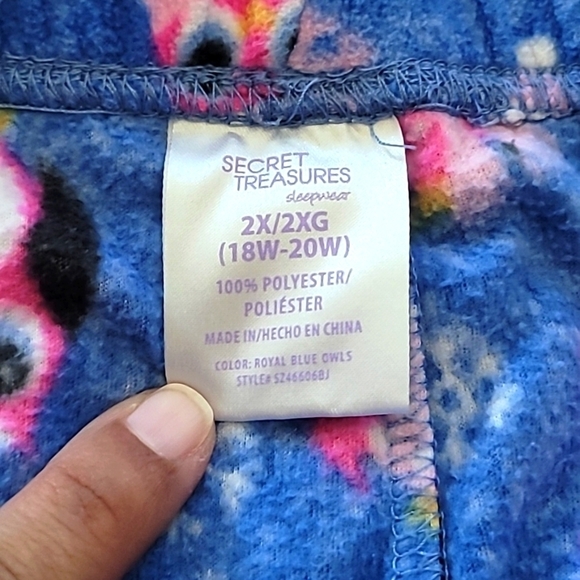 SECRET
TREASURES
sleepwear
2X/2XG
(18W-20W)
100% POLYESTER/
POLIÉSTER
MADE IN/HECHO EN CHINA
COLOR: ROYAL BLUE OWLS
STYLE# SZ46606BJ